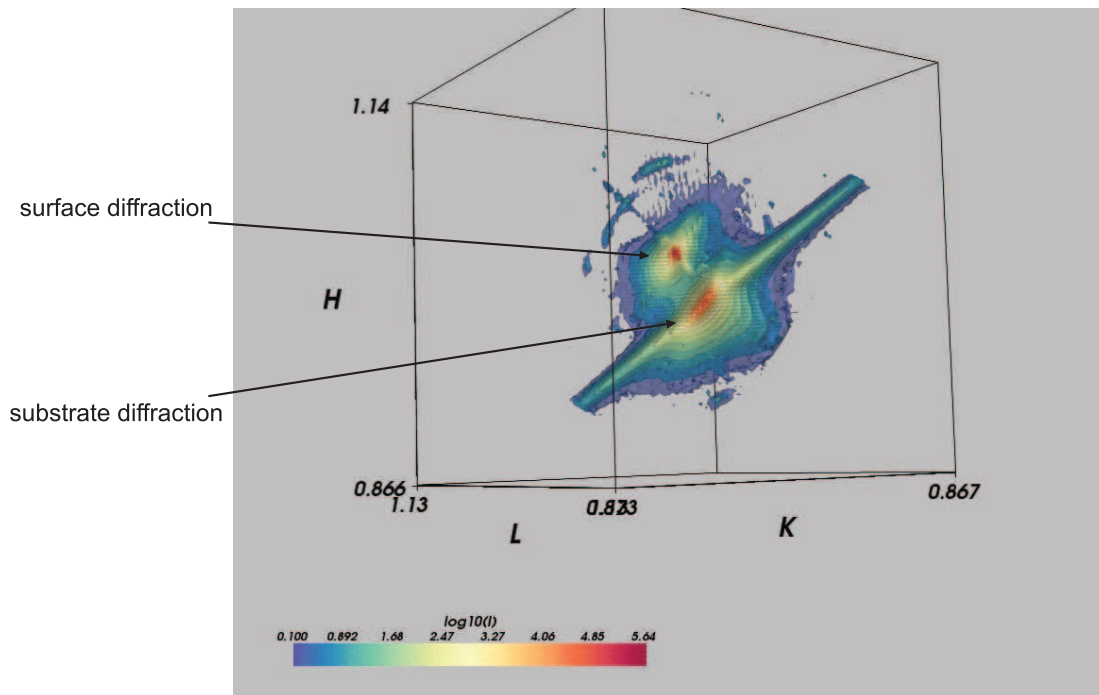 1.14
surface diffraction
H
substrate diffraction
0.866
1.13
0.867
L
K
log10(I)
0.100 0.892 1.68 2.47 3.27 4.06 4.85 5.64